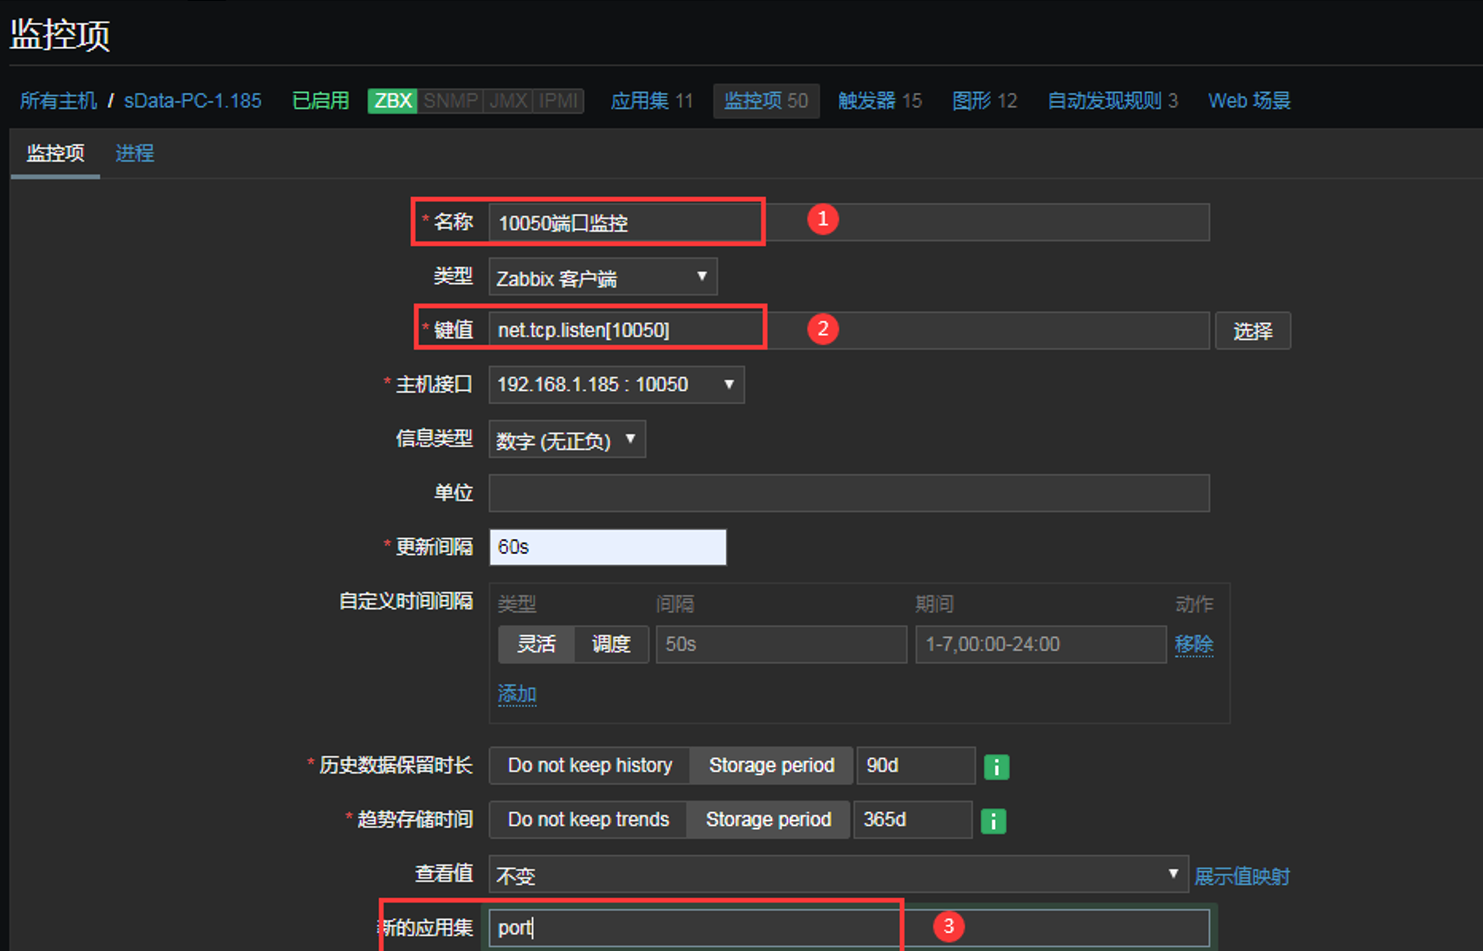 监控项
所有主机 / sData-PC-1.185 已启用 ZBX SNMP JMX IPMI 应用集 11 监控项 50 触发器 15 图形 12 自动发现规则 3 Web 场景
监控项 进程
* 名称 10050端口监控 1
类型 Zabbix 客户端
* 键值 net.tcp.listen[10050] 2 选择
* 主机接口 192.168.1.185 : 10050
信息类型 数字 (无正负)
单位
* 更新间隔 60s
自定义时间间隔 类型 间隔 期间 动作
灵活 调度 50s 1-7,00:00-24:00 移除
添加
* 历史数据保留时长 Do not keep history Storage period 90d i
* 趋势存储时间 Do not keep trends Storage period 365d i
查看值 不变 展示值映射
新的应用集 port 3